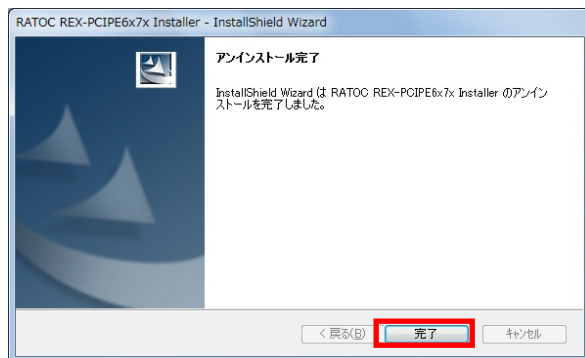 RATOC REX-PCIPE6x7x Installer - InstallShield Wizard
アンインストール完了
InstallShield Wizard は RATOC REX-PCIPE6x7x Installer のアンイン
ストールを完了しました。
< 戻る(B)
完了
キャンセル